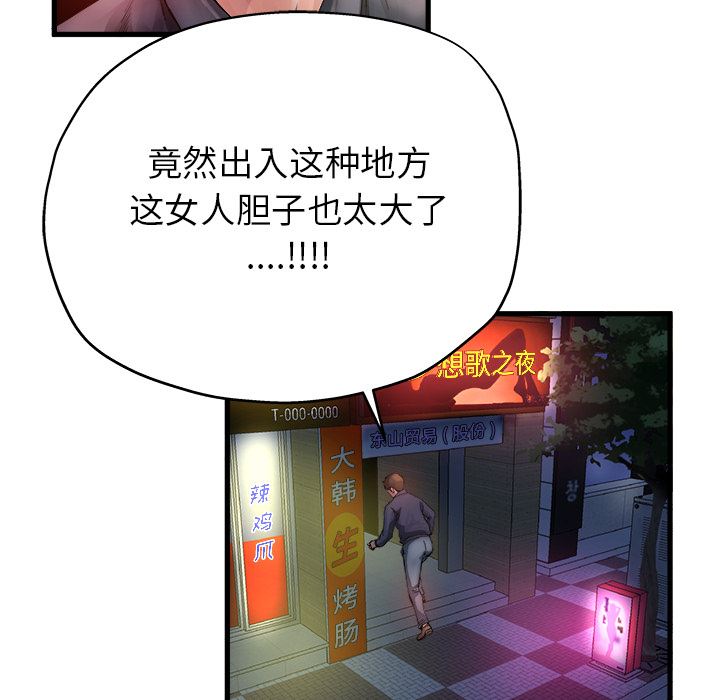 竟然出入这种地方
这女人胆子也太大了
....!!!!
想歌之夜
T-000-0000
东山贸易(股份)
辣鸡爪
大韩生烤肠
창